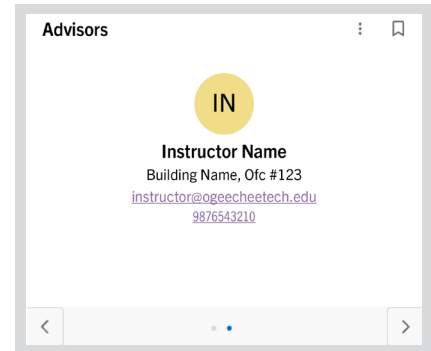 Advisors
IN
Instructor Name
Building Name, Ofc #123
instructor@ogeecheetech.edu
9876543210